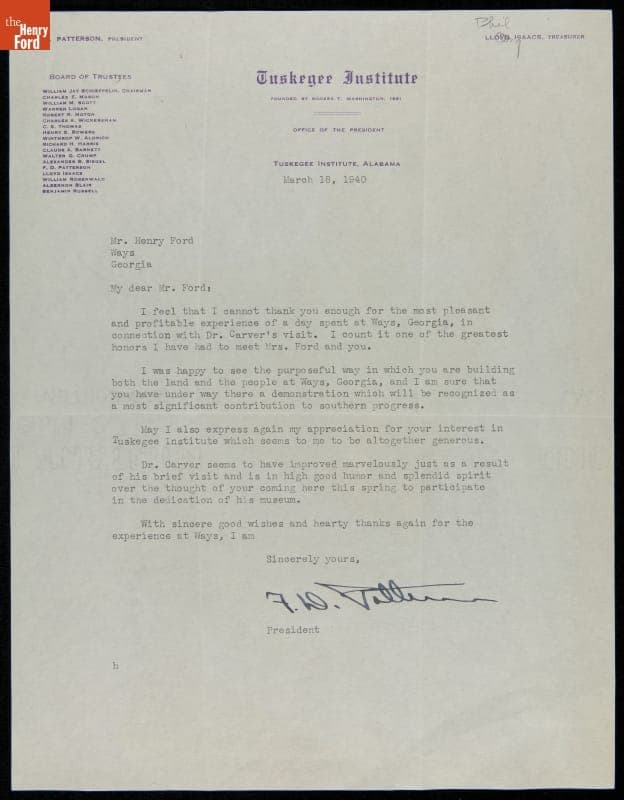 the
Henry
Ford
PATTERSON, PRESIDENT
Phil
LLOYD ISAACS, TREASURER
BOARD OF TRUSTEES
WILLIAM JAY SCHIEFFELIN, CHAIRMAN
CHARLES E. MASON
WILLIAM M. SCOTT
WARREN LOGAN
ROBERT R. MOTON
CHARLES A. WICKERSHAM
C. E. THOMAS
HENRY E. BOWERS
WINTHROP W. ALDRICH
RICHARD H. HARRIS
CLAUDE A. BARNETT
WALTER G. CRUMP
ALEXANDER B. SIEGEL
F. D. PATTERSON
LLOYD ISAACS
WILLIAM ROSENWALD
ALGERNON BLAIR
BENJAMIN RUSSELL
Tuskegee Institute
FOUNDED BY BOOKER T. WASHINGTON, 1881
OFFICE OF THE PRESIDENT
TUSKEGEE INSTITUTE, ALABAMA
March 18, 1940
Mr. Henry Ford
Ways
Georgia
My dear Mr. Ford:
I feel that I cannot thank you enough for the most pleasant
and profitable experience of a day spent at Ways, Georgia, in
connection with Dr. Carver's visit. I count it one of the greatest
honors I have had to meet Mrs. Ford and you.
I was happy to see the purposeful way in which you are building
both the land and the people at Ways, Georgia, and I am sure that
you have under way there a demonstration which will be recognized as
a most significant contribution to southern progress.
May I also express again my appreciation for your interest in
Tuskegee Institute which seems to me to be altogether generous.
Dr. Carver seems to have improved marvelously just as a result
of his brief visit and is in high good humor and splendid spirit
over the thought of your coming here this spring to participate
in the dedication of his museum.
With sincere good wishes and hearty thanks again for the
experience at Ways, I am
Sincerely yours,
F. D. Patterson
President
h